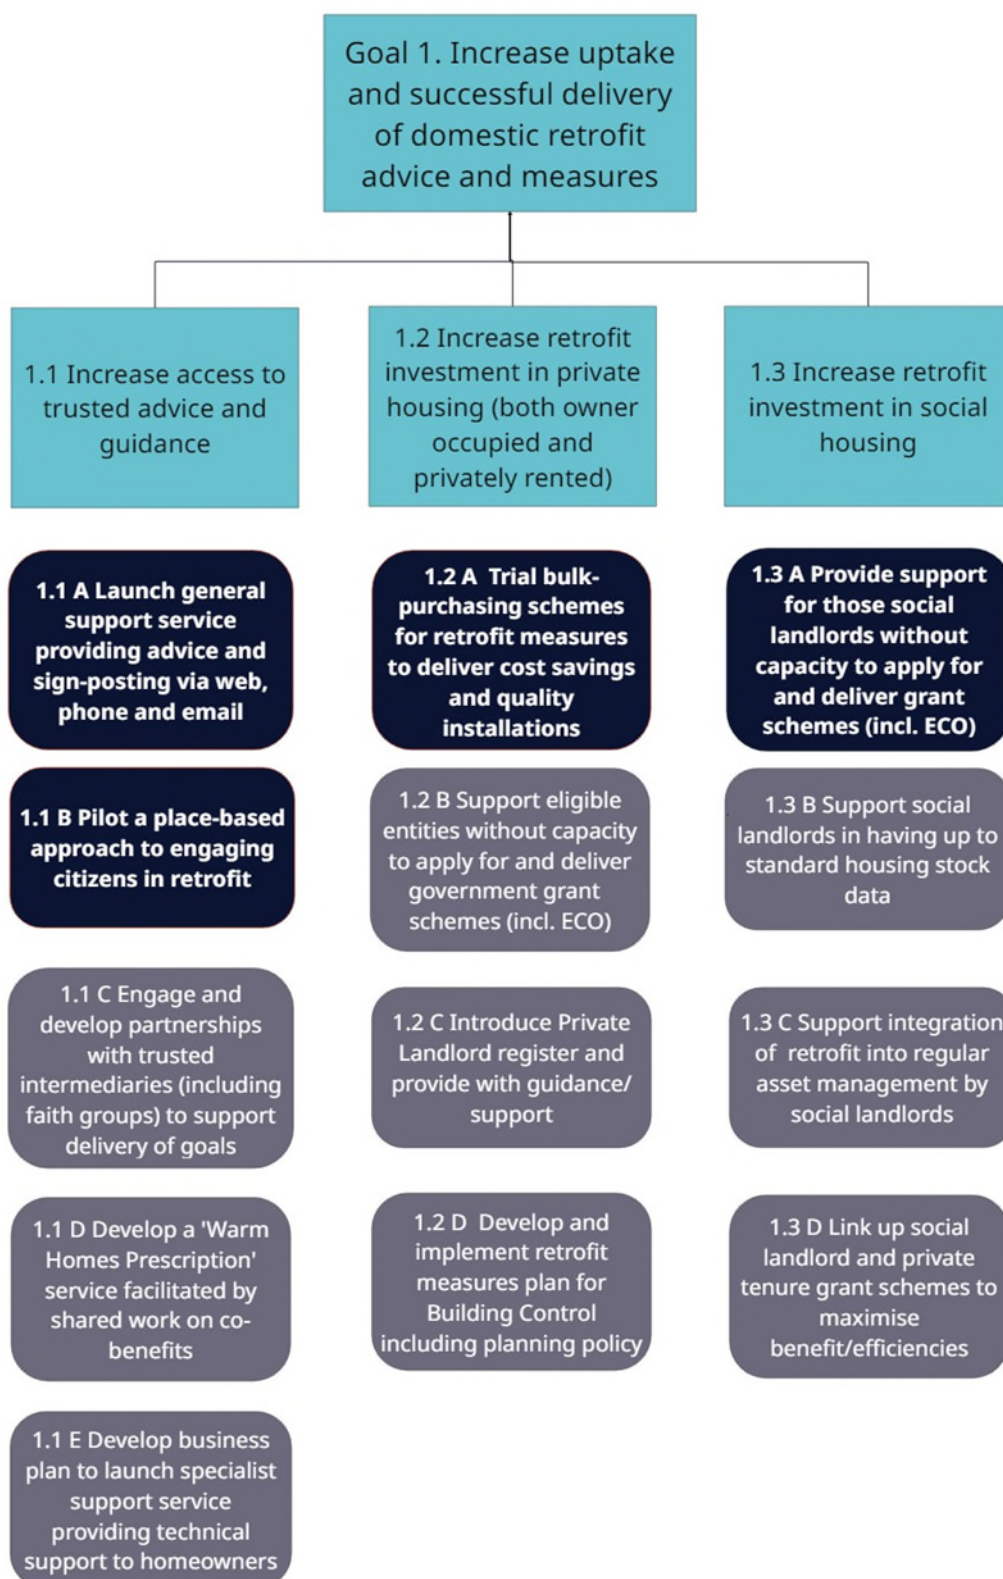 Goal 1. Increase uptake
and successful delivery
of domestic retrofit
advice and measures
1.1 Increase access to
trusted advice and
guidance
1.2 Increase retrofit
investment in private
housing (both owner
occupied and
privately rented)
1.3 Increase retrofit
investment in social
housing
1.1 A Launch general
support service
providing advice and
sign-posting via web,
phone and email
1.1 B Pilot a place-based
approach to engaging
citizens in retrofit
1.1 C Engage and
develop partnerships
with trusted
intermediaries (including
faith groups) to support
delivery of goals
1.1 D Develop a 'Warm
Homes Prescription'
service facilitated by
shared work on co-
benefits
1.1 E Develop business
plan to launch specialist
support service
providing technical
support to homeowners
1.2 A Trial bulk-
purchasing schemes
for retrofit measures
to deliver cost savings
and quality
installations
1.2 B Support eligible
entities without capacity
to apply for and deliver
government grant
schemes (incl. ECO)
1.2 C Introduce Private
Landlord register and
provide with guidance/
support
1.2 D Develop and
implement retrofit
measures plan for
Building Control
including planning policy
1.3 A Provide support
for those social
landlords without
capacity to apply for
and deliver grant
schemes (incl. ECO)
1.3 B Support social
landlords in having up to
standard housing stock
data
1.3 C Support integration
of retrofit into regular
asset management by
social landlords
1.3 D Link up social
landlord and private
tenure grant schemes to
maximise
benefit/efficiencies